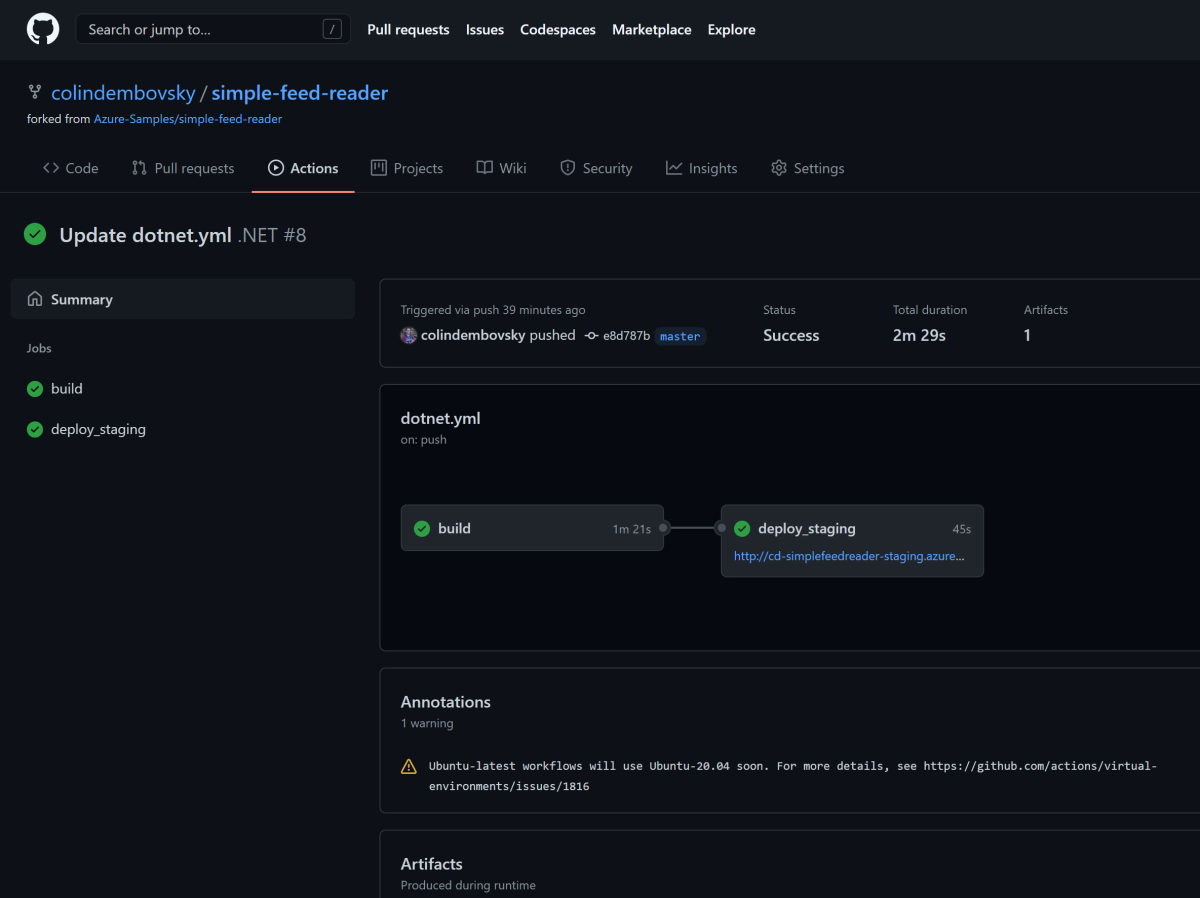 Search or jump to... /
Pull requests Issues Codespaces Marketplace Explore
colindembovsky / simple-feed-reader
forked from Azure-Samples/simple-feed-reader
Code Pull requests Actions Projects Wiki Security Insights Settings
Update dotnet.yml .NET #8
Summary
Jobs
build
deploy_staging
Triggered via push 39 minutes ago
colindembovsky pushed e8d787b master
Status
Success
Total duration
2m 29s
Artifacts
1
dotnet.yml
on: push
build 1m 21s
deploy_staging 45s
http://cd-simplefeedreader-staging.azure...
Annotations
1 warning
Ubuntu-latest workflows will use Ubuntu-20.04 soon. For more details, see https://github.com/actions/virtual-
environments/issues/1816
Artifacts
Produced during runtime